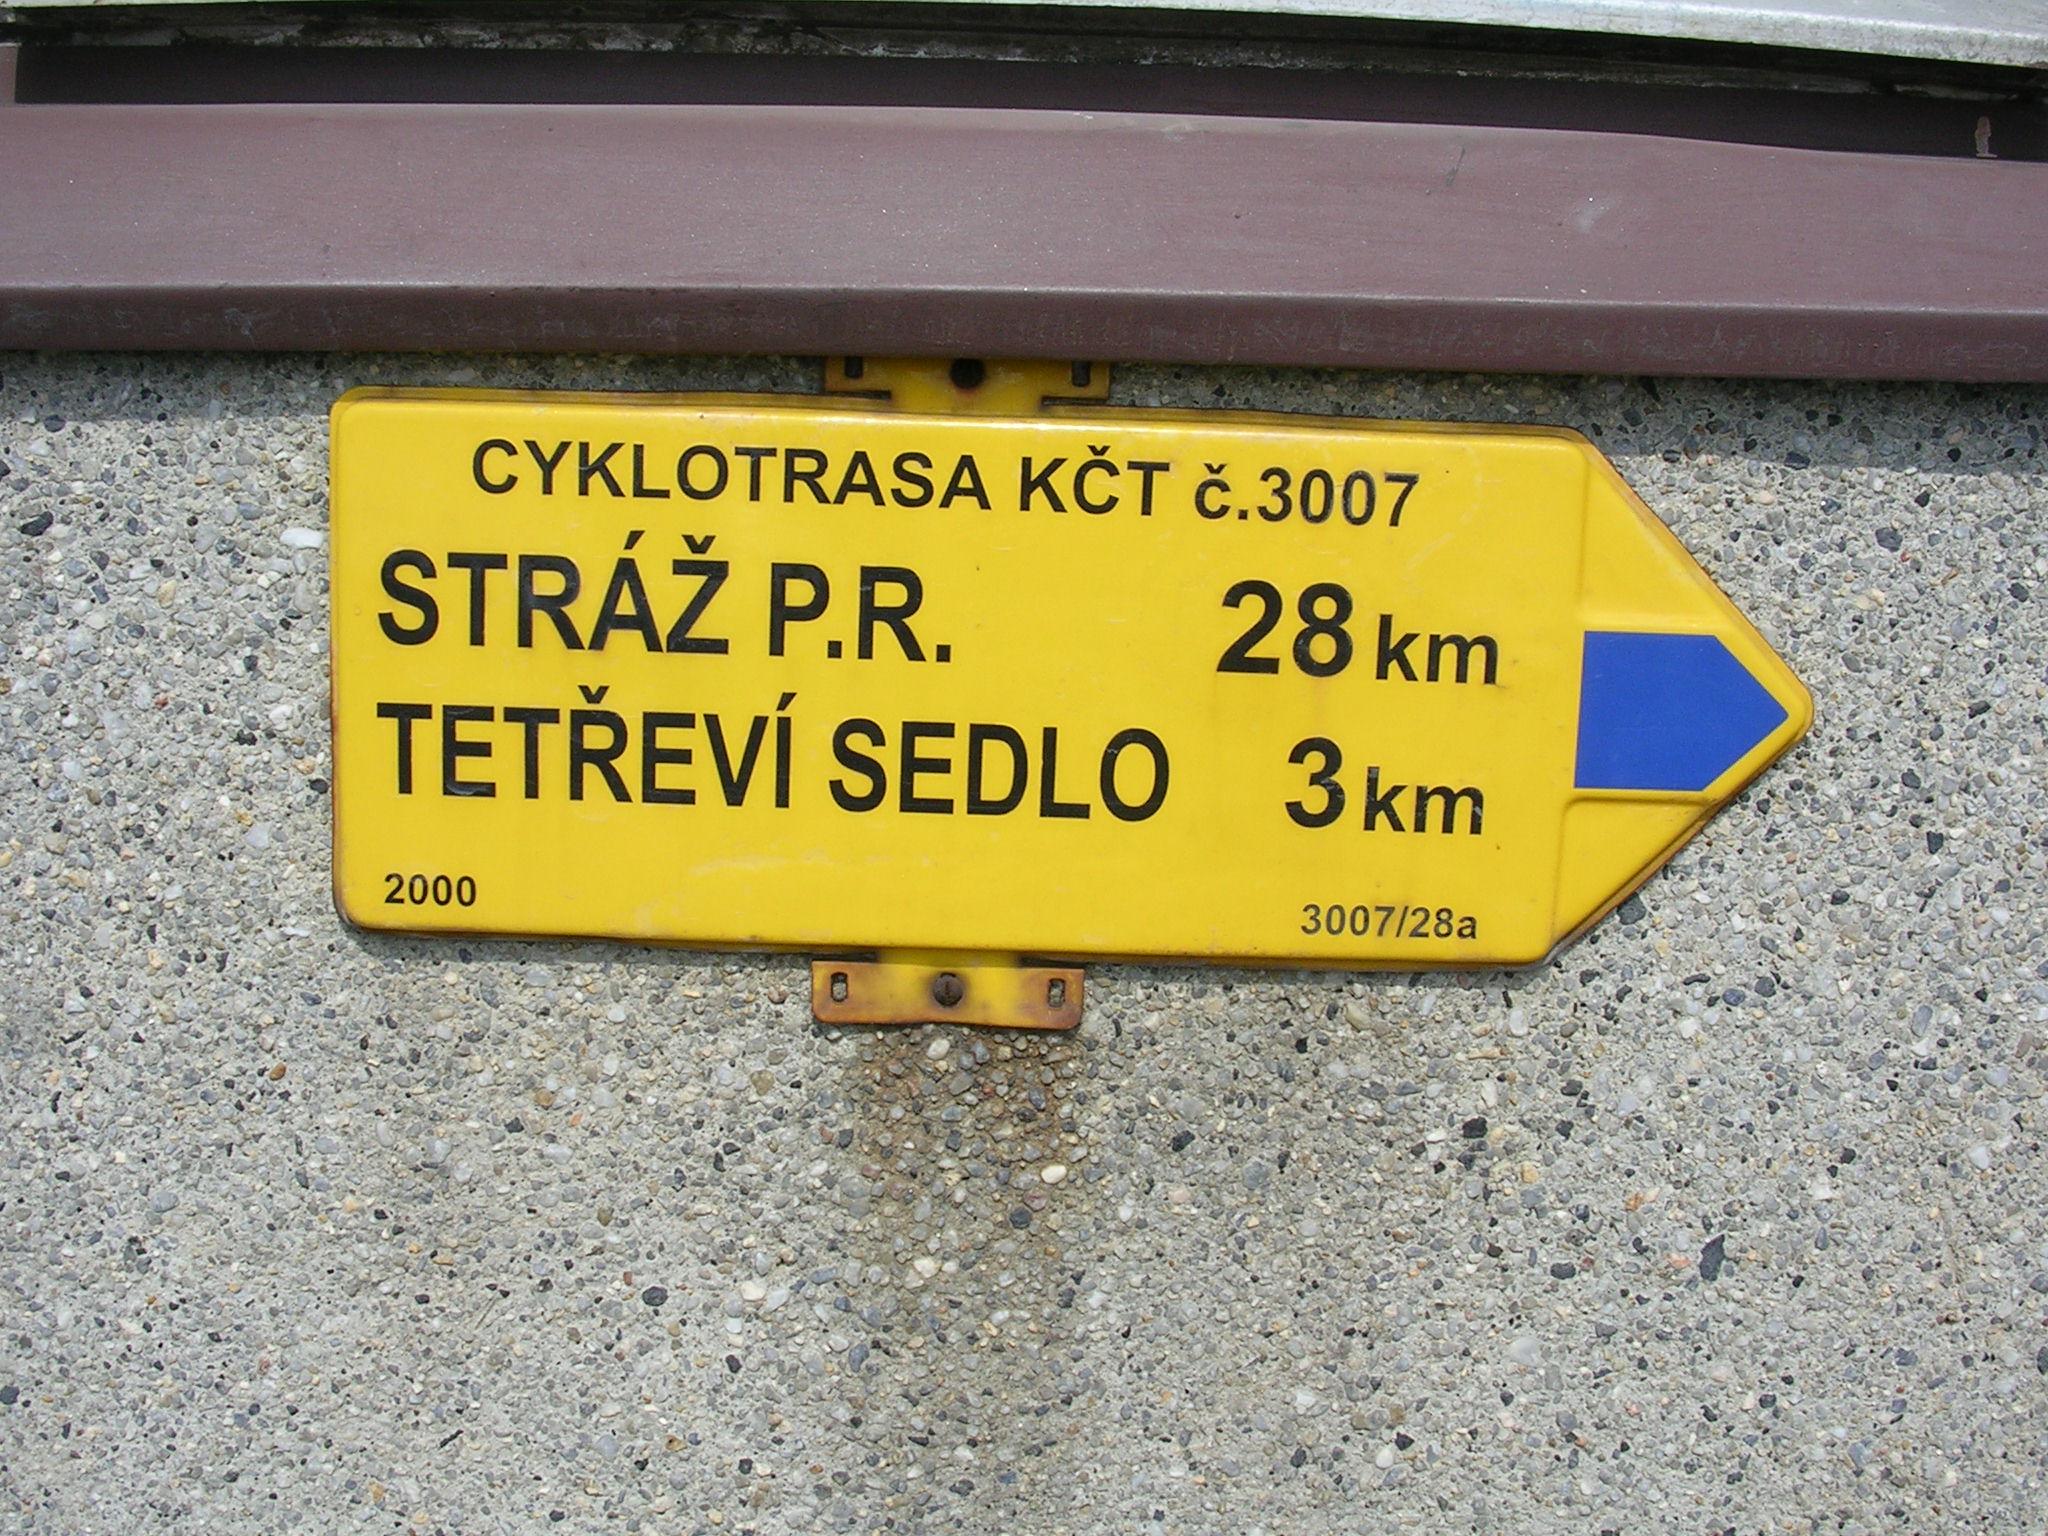 CYKLOTRASA KČT č.3007
STRÁŽ P.R. 28 km
TETŘEVÍ SEDLO 3 km
2000 3007/28a